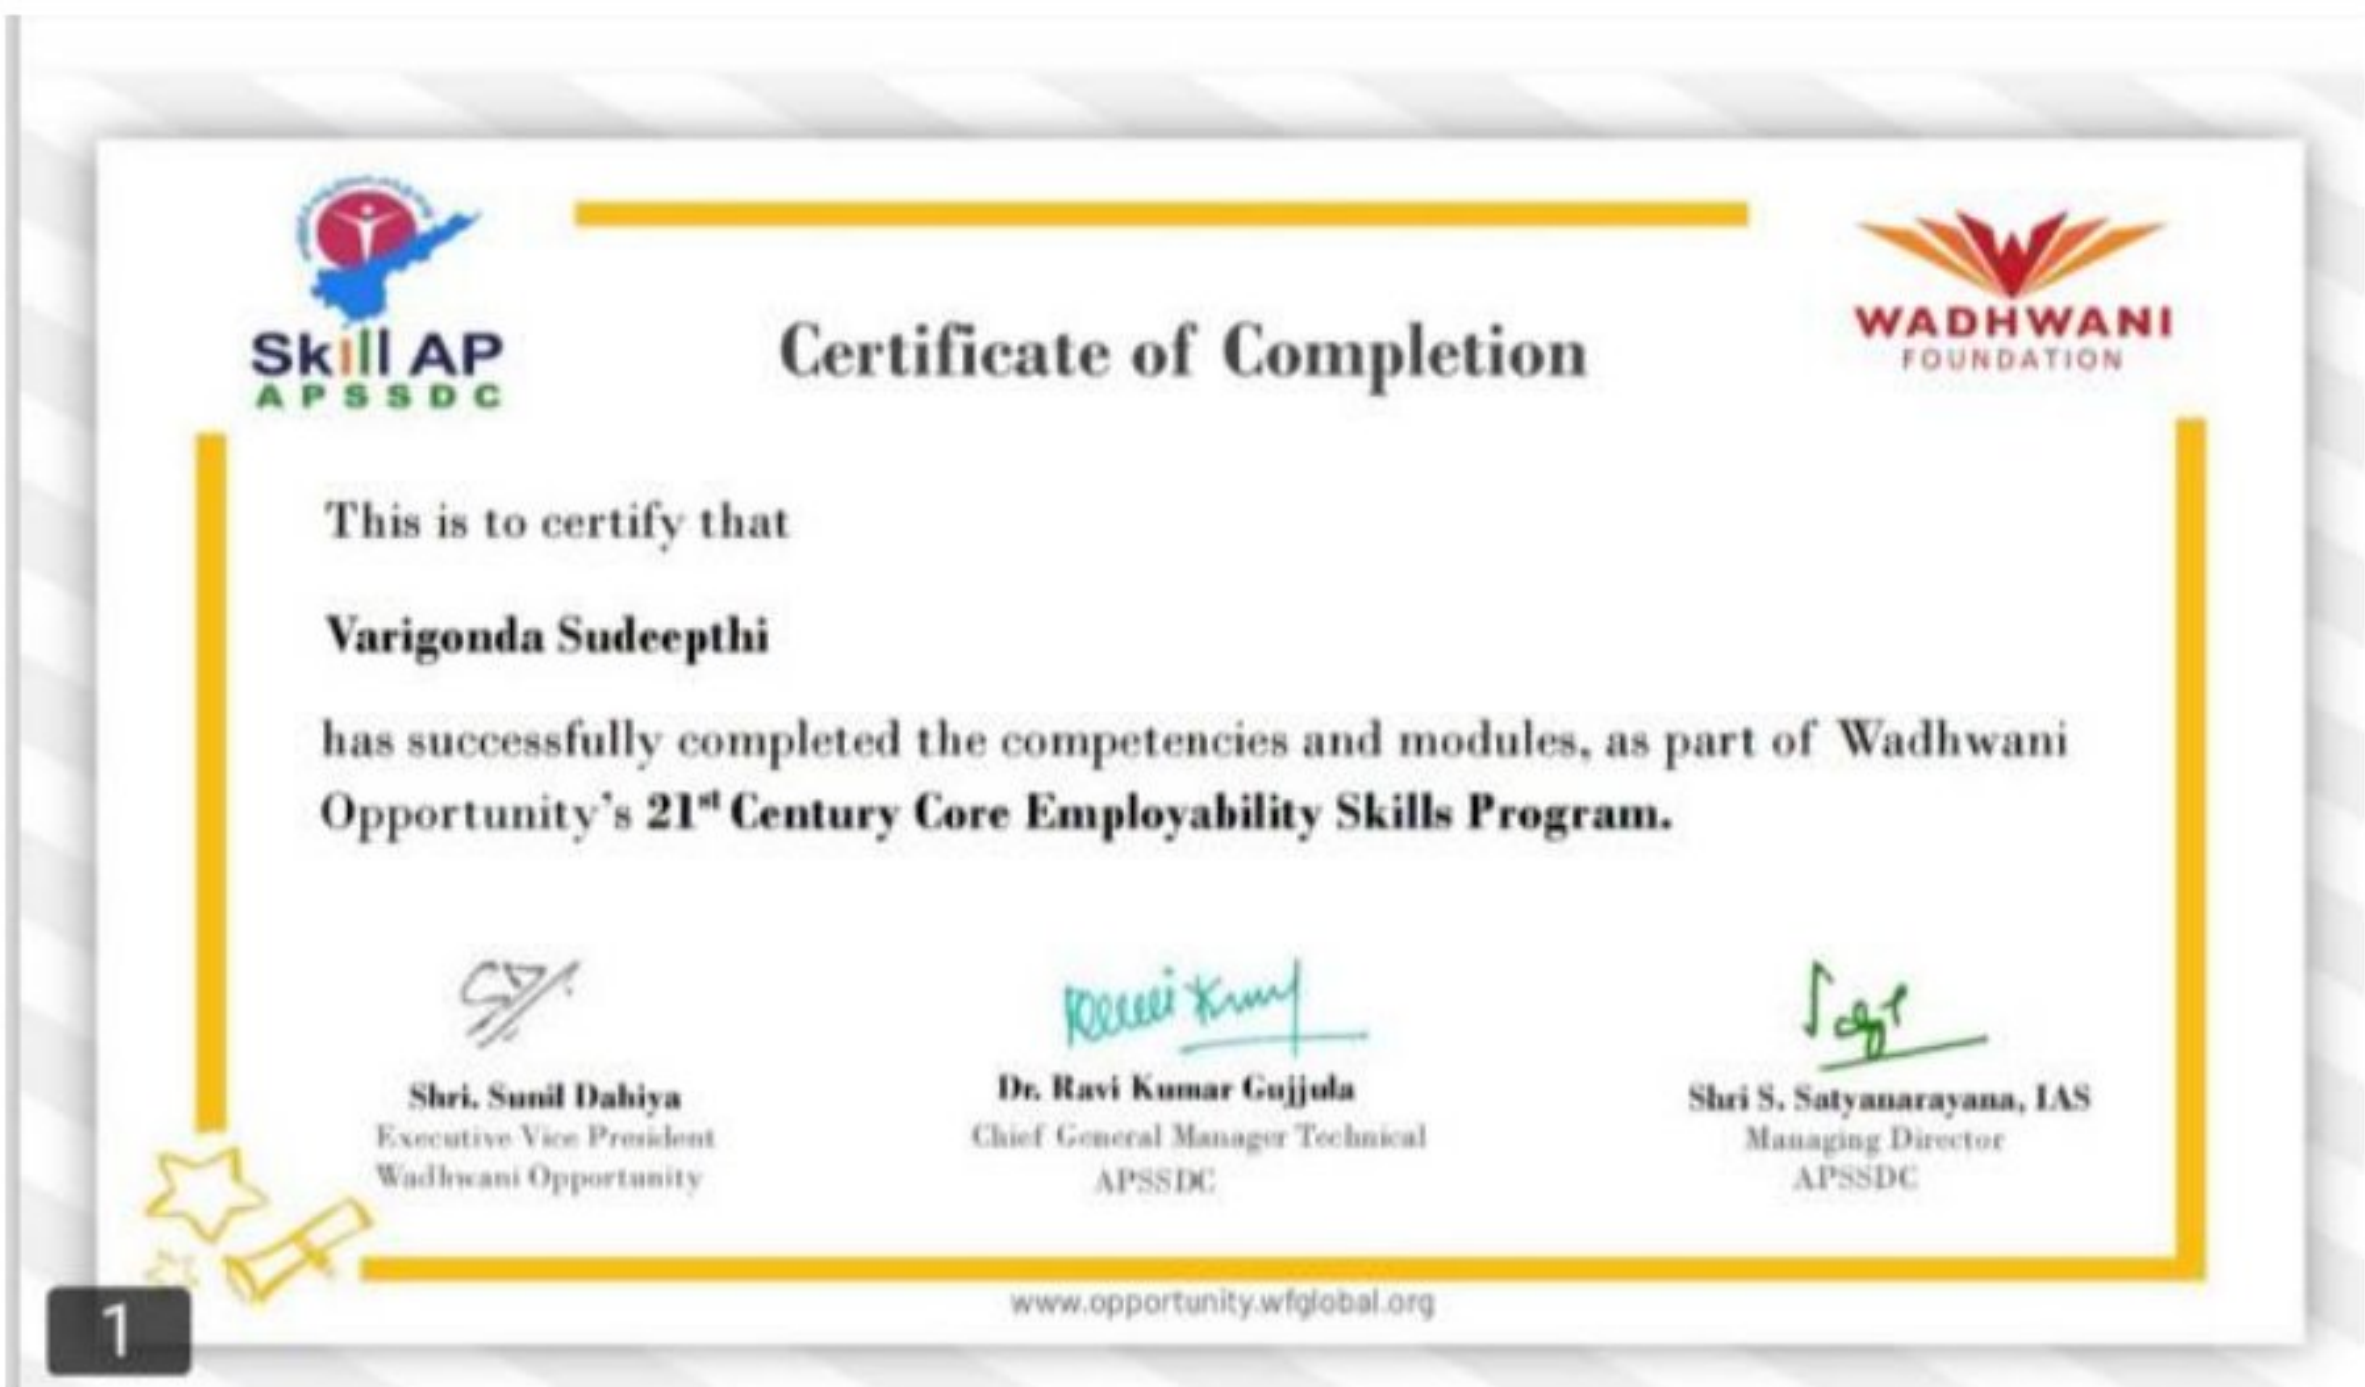 Skill AP
APSSDC
WADHWANI
FOUNDATION
Certificate of Completion
This is to certify that
Varigonda Sudeepthi
has successfully completed the competencies and modules, as part of Wadhwani
Opportunity's 21st Century Core Employability Skills Program.
Shri. Sunil Dahiya
Executive Vice President
Wadhwani Opportunity
Dr. Ravi Kumar Gujjula
Chief General Manager Technical
APSSDC
Shri S. Satyanarayana, IAS
Managing Director
APSSDC
www.opportunity.wfglobal.org
1